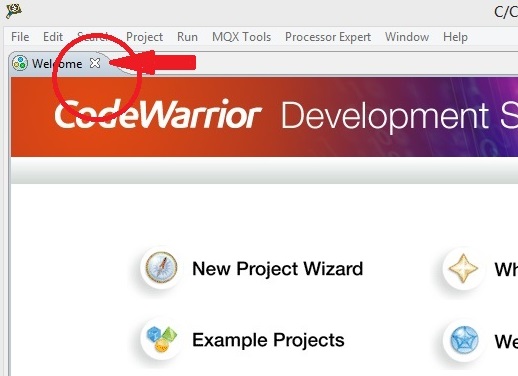 C/C
File Edit Search Project Run MQX Tools Processor Expert Window Help
Welcome
CodeWarrior Development S
New Project Wizard Wh
Example Projects We